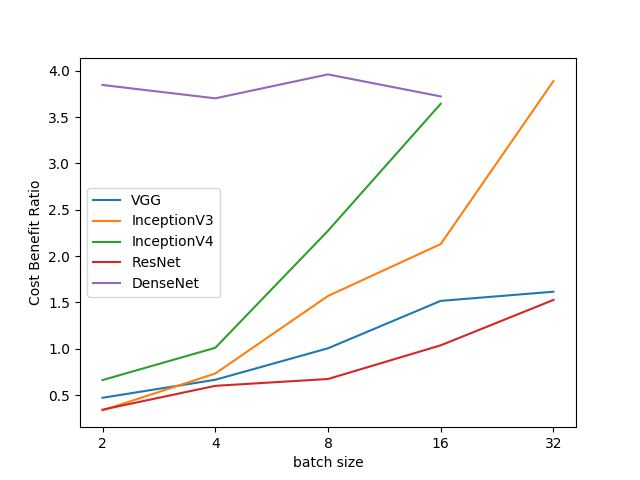 4.0
3.5
3.0
2.5
2.0
1.5
1.0
0.5
Cost Benefit Ratio
VGG
InceptionV3
InceptionV4
ResNet
DenseNet
2 4 8 16 32
batch size